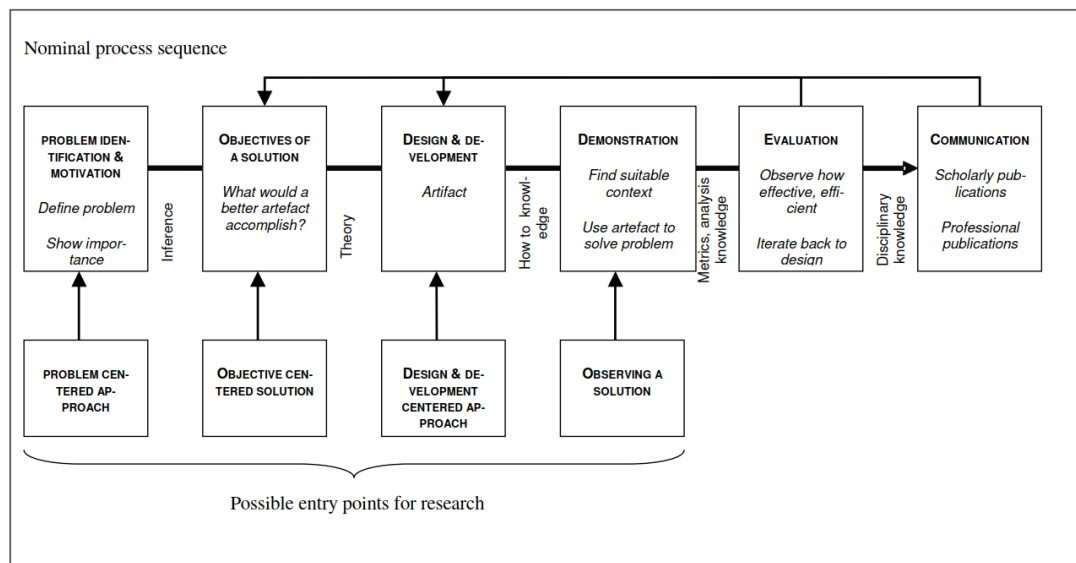 Nominal process sequence
PROBLEM IDEN-
TIFICATION &
MOTIVATION
Define problem
Show impor-
tance
Inference
OBJECTIVES OF
A SOLUTION
What would a
better artefact
accomplish?
Theory
DESIGN & DE-
VELOPMENT
Artifact
How to knowl-
edge
DEMONSTRATION
Find suitable
context
Use artefact to
solve problem
Metrics, analysis
knowledge
EVALUATION
Observe how
effective, effi-
cient
Iterate back to
design
Disciplinary
knowledge
COMMUNICATION
Scholarly pub-
lications
Professional
publications
PROBLEM CEN-
TERED AP-
PROACH
OBJECTIVE CEN-
TERED SOLUTION
DESIGN & DE-
VELOPMENT
CENTERED AP-
PROACH
OBSERVING A
SOLUTION
Possible entry points for research